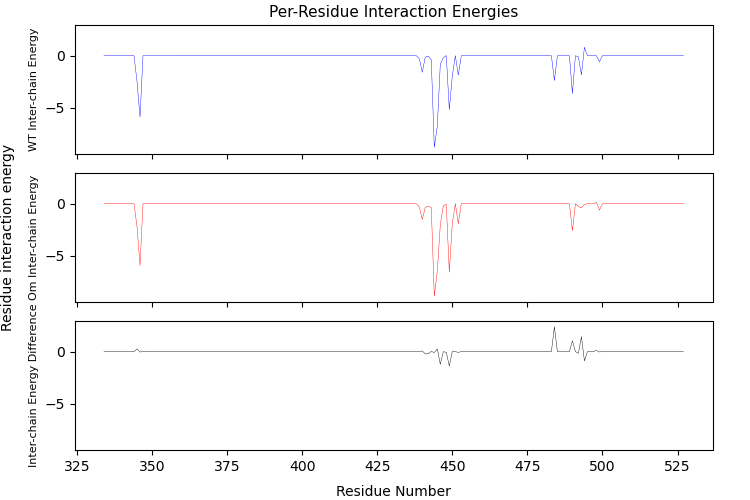 Per-Residue Interaction Energies
Residue interaction energy
WT Inter-chain Energy
0
−5
Om Inter-chain Energy
0
−5
Inter-chain Energy Difference
0
−5
325 350 375 400 425 450 475 500 525
Residue Number